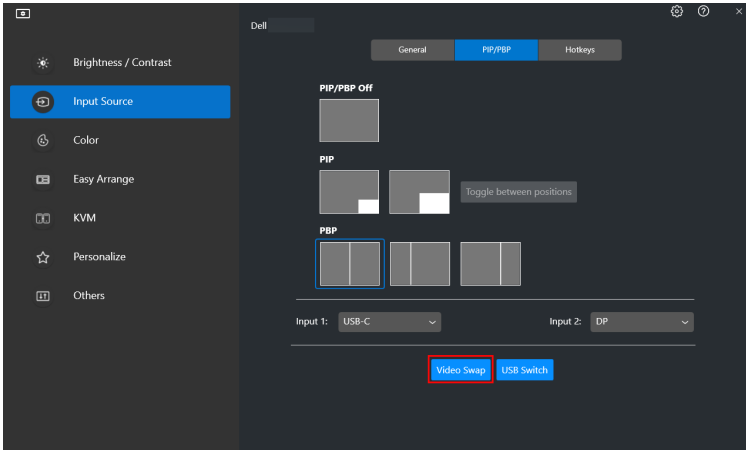 Dell
Brightness / Contrast
Input Source
Color
Easy Arrange
KVM
Personalize
Others
General
PIP/PBP
Hotkeys
PIP/PBP Off
PIP
Toggle between positions
PBP
Input 1: USB-C
Input 2: DP
Video Swap
USB Switch